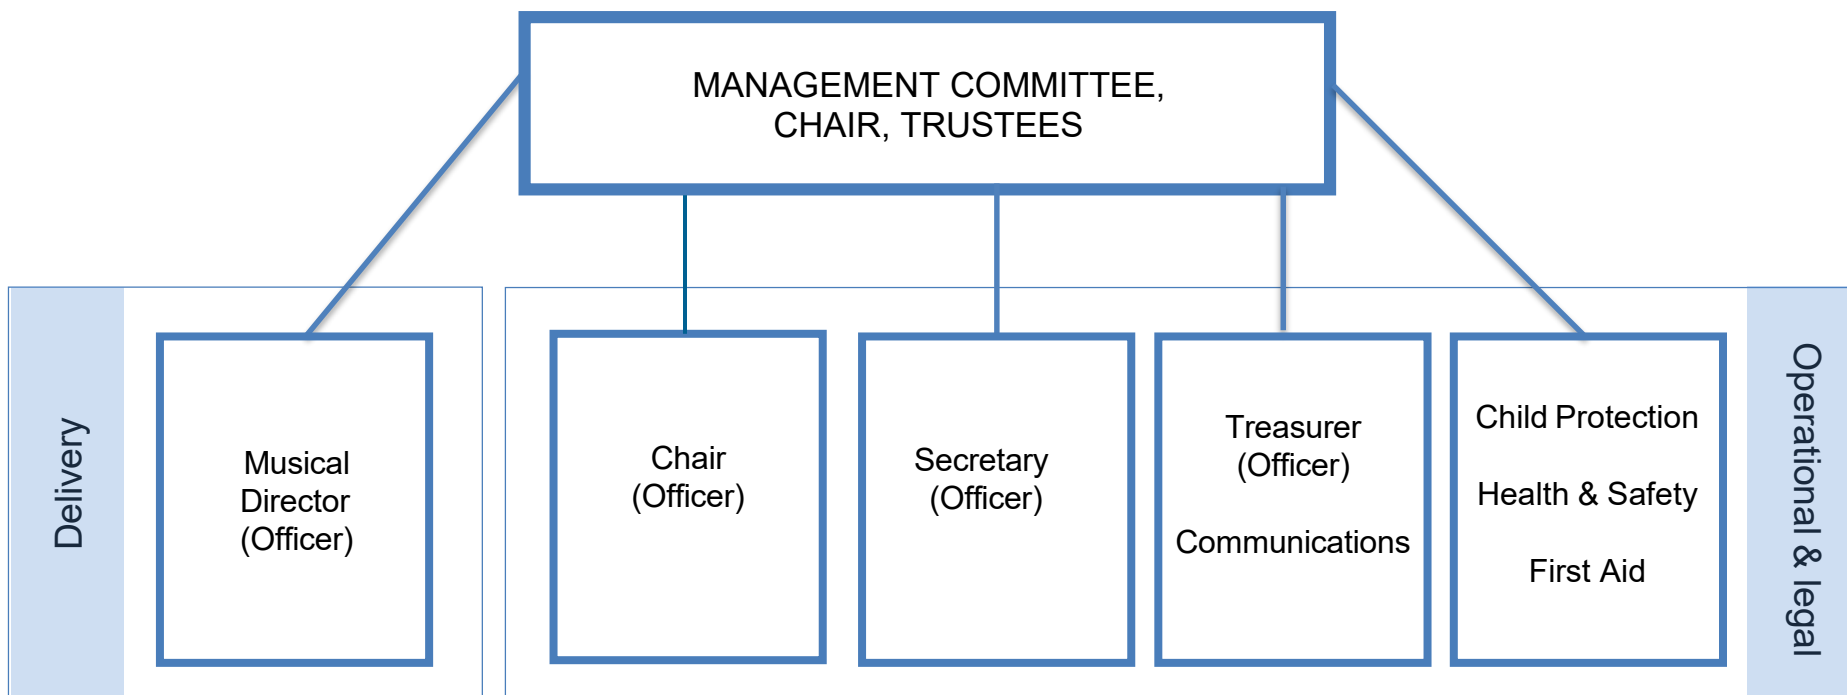 MANAGEMENT COMMITTEE,
CHAIR, TRUSTEES
Delivery
Musical
Director
(Officer)
Chair
(Officer)
Secretary
(Officer)
Treasurer
(Officer)
Communications
Child Protection
Health & Safety
First Aid
Operational & legal